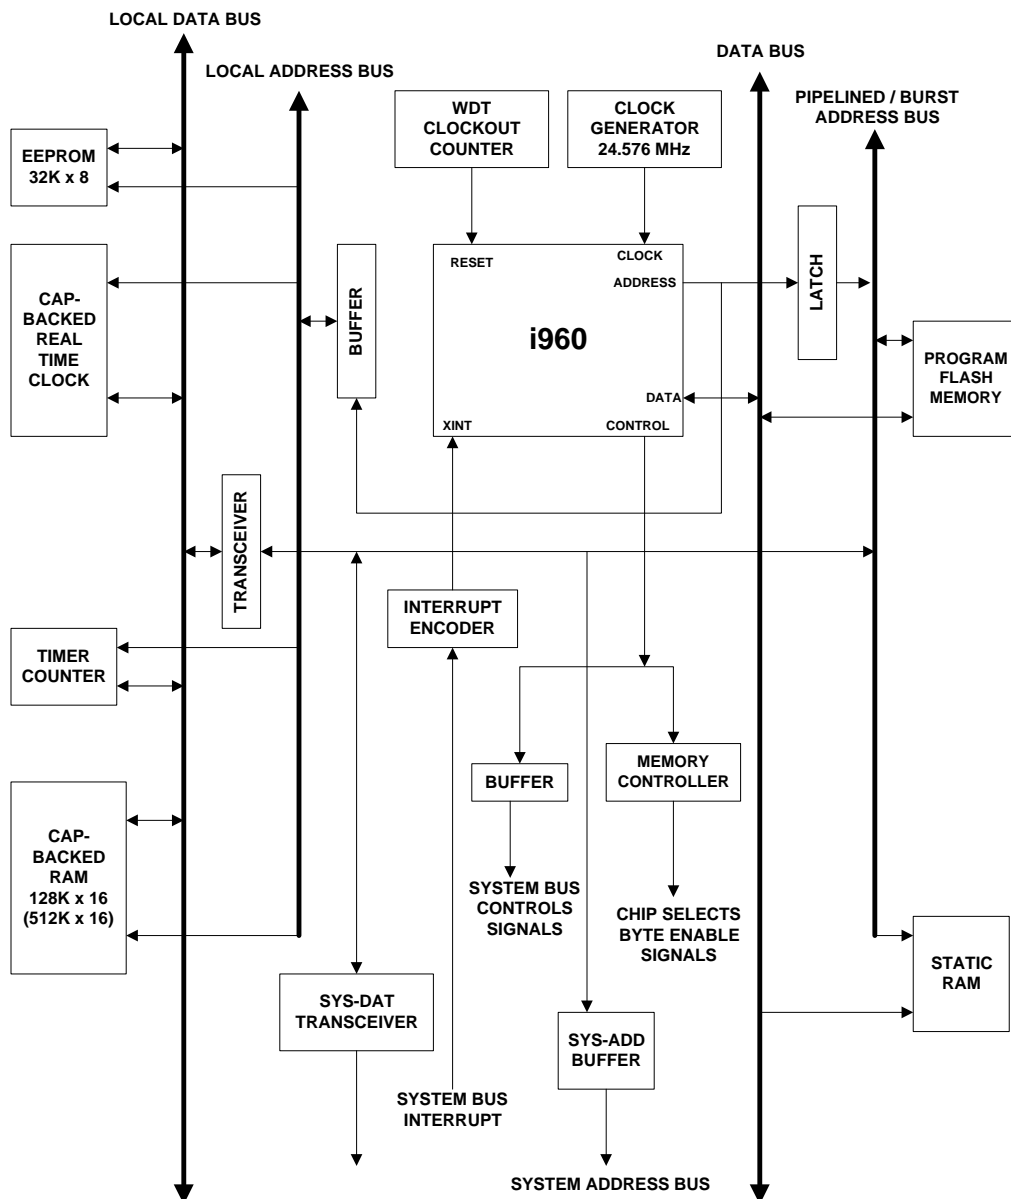 LOCAL DATA BUS
LOCAL ADDRESS BUS
DATA BUS
PIPELINED / BURST
ADDRESS BUS
WDT
CLOCKOUT
COUNTER
CLOCK
GENERATOR
24.576 MHz
EEPROM
32K x 8
CAP-
BACKED
REAL
TIME
CLOCK
BUFFER
RESET
CLOCK
ADDRESS
i960
DATA
XINT
CONTROL
LATCH
PROGRAM
FLASH
MEMORY
TRANSCEIVER
INTERRUPT
ENCODER
TIMER
COUNTER
BUFFER
MEMORY
CONTROLLER
CAP-
BACKED
RAM
128K x 16
(512K x 16)
SYSTEM BUS
CONTROLS
SIGNALS
CHIP SELECTS
BYTE ENABLE
SIGNALS
STATIC
RAM
SYS-DAT
TRANSCEIVER
SYS-ADD
BUFFER
SYSTEM BUS
INTERRUPT
SYSTEM ADDRESS BUS